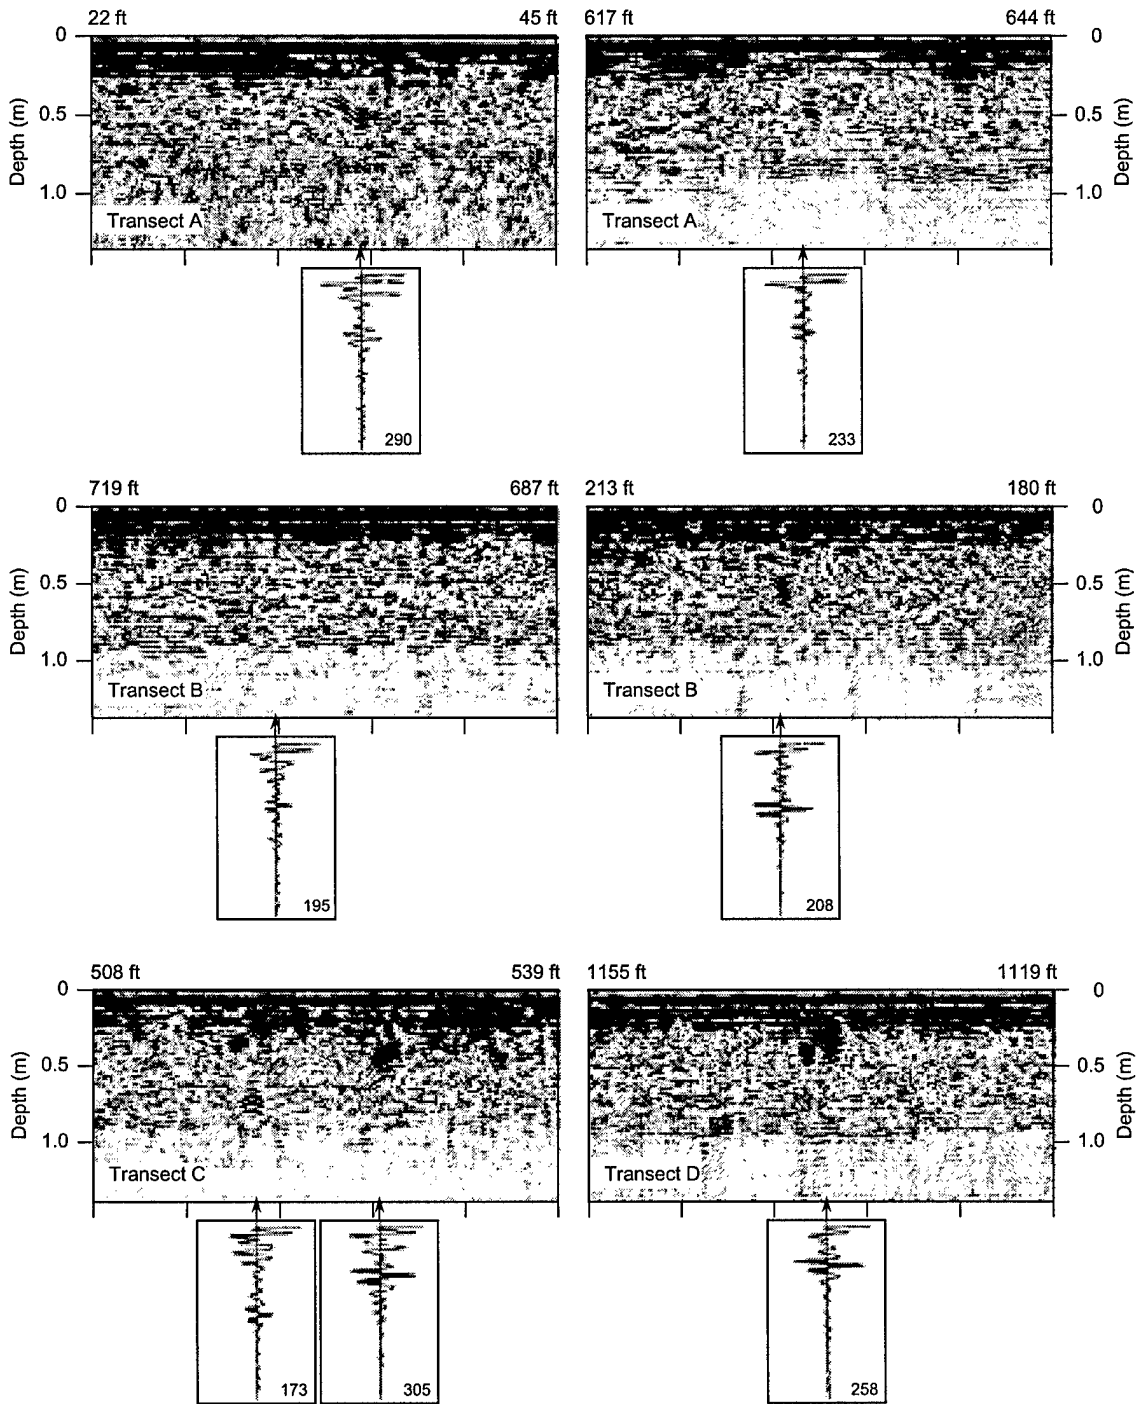 22 ft 45 ft 617 ft 644 ft
0 0
0.5 0.5
1.0 1.0
Depth (m) Depth (m)
Transect A Transect A
290 233
719 ft 687 ft 213 ft 180 ft
0 0
0.5 0.5
1.0 1.0
Depth (m) Depth (m)
Transect B Transect B
195 208
508 ft 539 ft 1155 ft 1119 ft
0 0
0.5 0.5
1.0 1.0
Depth (m) Depth (m)
Transect C Transect D
173 305 258